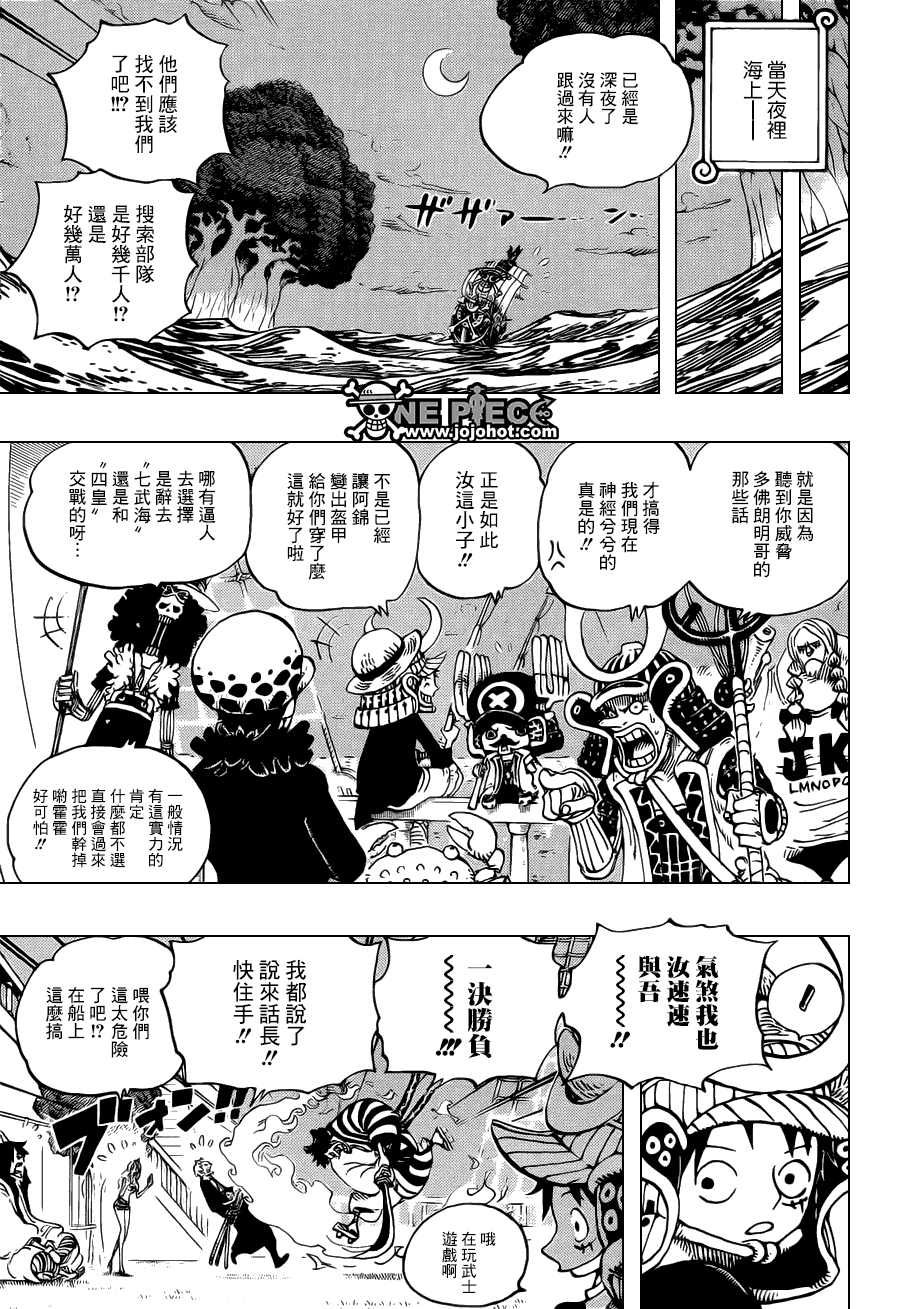 當天夜裡
海上——
已經是
深夜了
沒有人
跟過來嘛!!
他們應該
找不到我們
了吧!!?
搜索部隊
是好幾千人!?
還是
好幾萬人!?
ザザァーー ーン…
ONE PIECE
www.jojohot.com
就是因為
聽到你威脅
多佛朗明哥的
那些話
才搞得
我們現在
神經兮兮的
真是的!!
正是如此
汝這小子!!
不是已經
讓阿錦
變出盔甲
給你們穿了麼
這就好了啦
哪有逼人
去選擇
是辭去
〝七武海〞
還是和
〝四皇〞
交戰的呀…
JK
LMNOPQ
一般情況
有這實力的
肯定
什麼都不選
直接會過來
把我們幹掉
喲霍霍
好可怕!!
氣煞我也
汝速速
與吾
!!
一決勝負
!!!
我都說了
說來話長!!
快住手!!
喂你們
這太危險
了吧!?
在船上
這麼搞
ブォン!!
哦
在玩武士
遊戲啊